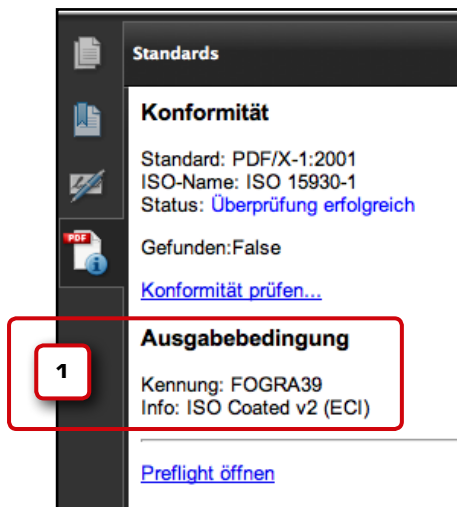 Standards
Konformität
Standard: PDF/X-1:2001
ISO-Name: ISO 15930-1
Status: Überprüfung erfolgreich
PDF
Gefunden:False
Konformität prüfen...
Ausgabebedingung
1
Kennung: FOGRA39
Info: ISO Coated v2 (ECI)
Preflight öffnen